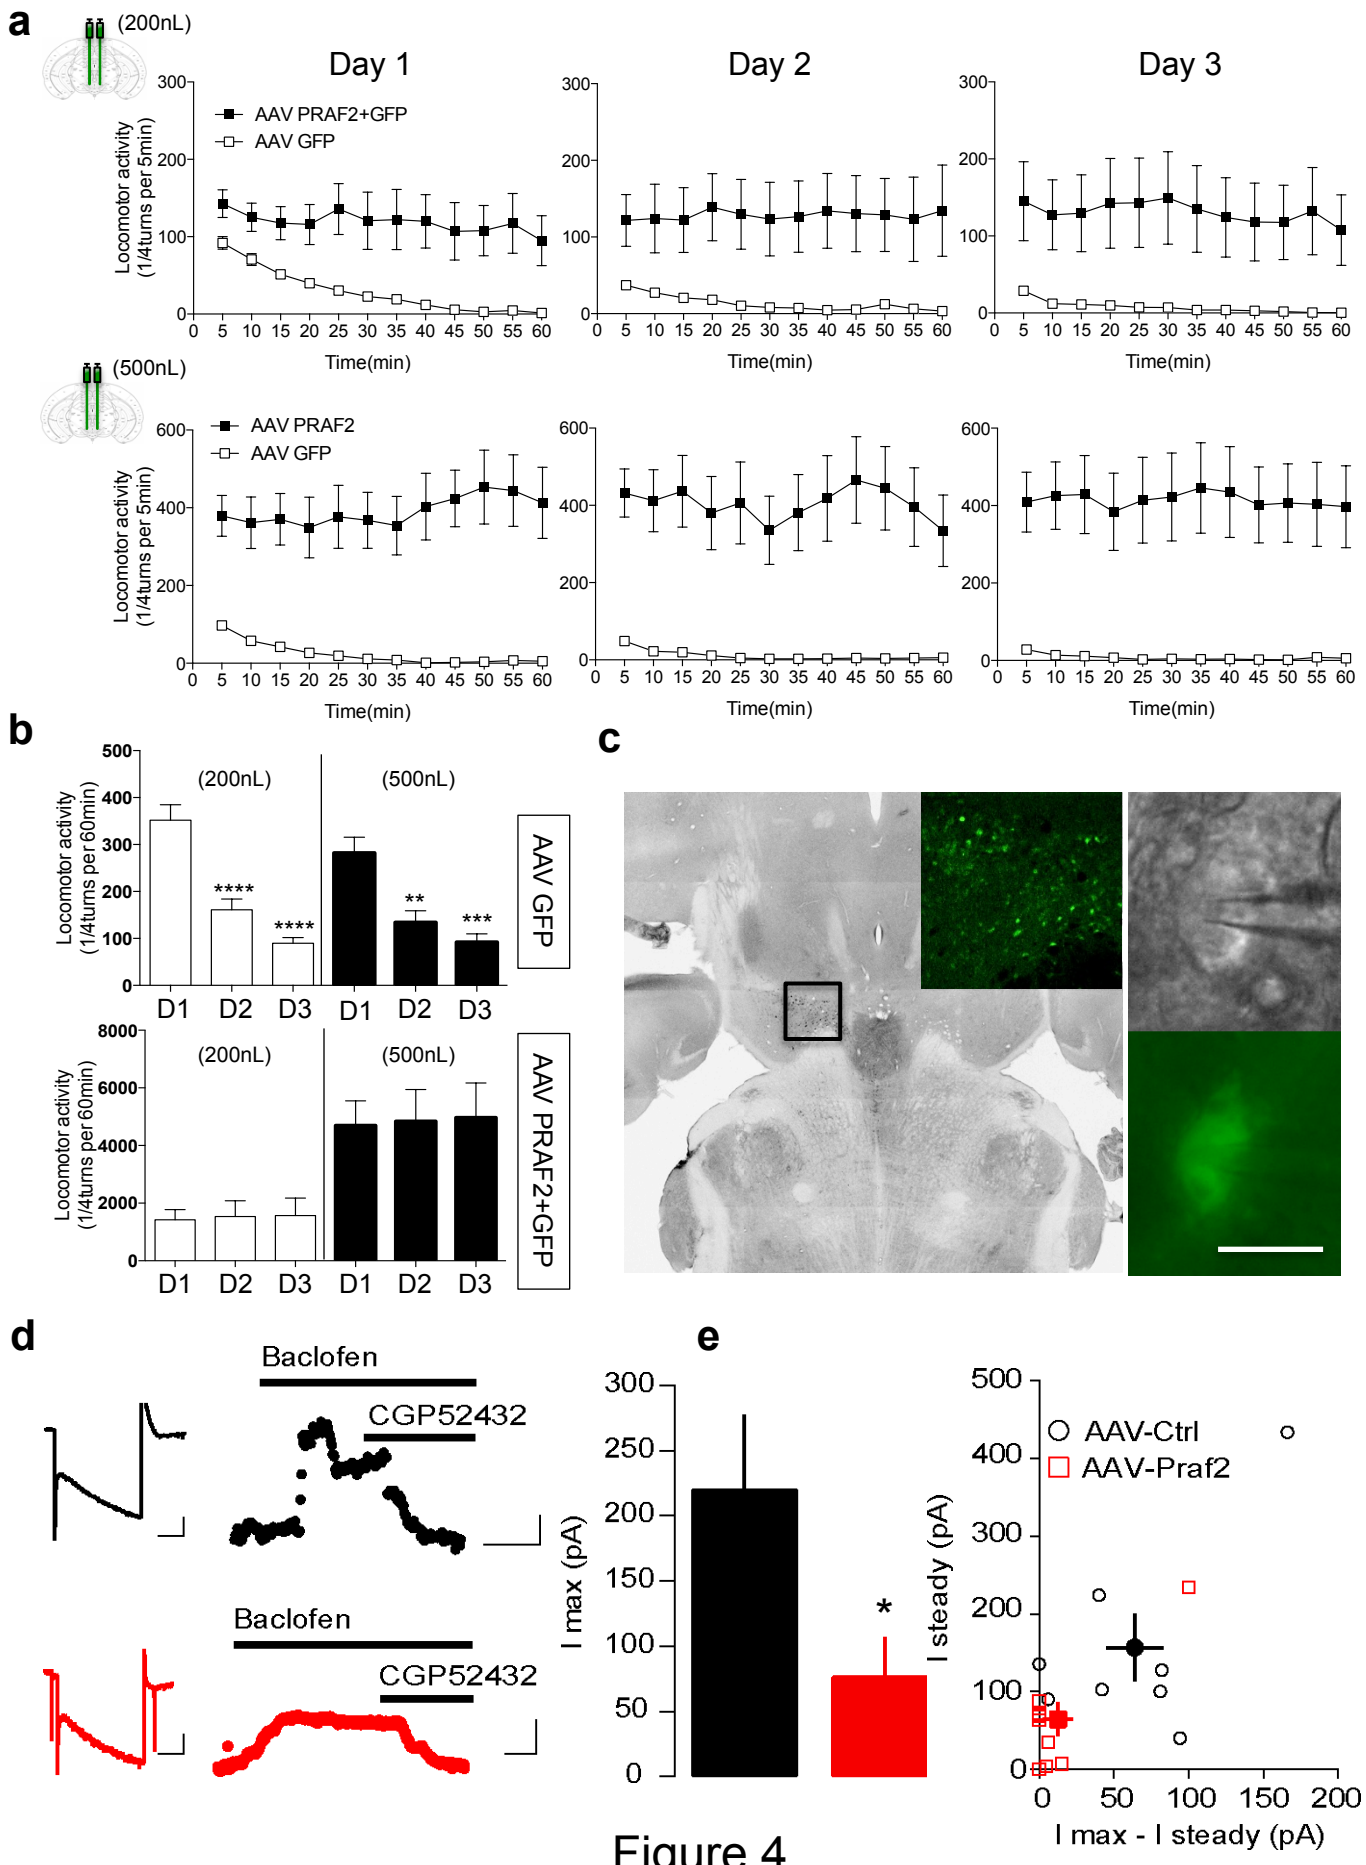 a
(200nL)
Day 1
Day 2
Day 3
Locomotor activity
(1/4turns per 5min)
300
200
100
0
AAV PRAF2+GFP
AAV GFP
0 5 10 15 20 25 30 35 40 45 50 55 60
Time(min)
300
200
100
0
0 5 10 15 20 25 30 35 40 45 50 55 60
Time(min)
300
200
100
0
0 5 10 15 20 25 30 35 40 45 50 55 60
Time(min)
(500nL)
Locomotor activity
(1/4turns per 5min)
600
400
200
0
AAV PRAF2
AAV GFP
0 5 10 15 20 25 30 35 40 45 50 55 60
Time(min)
600
400
200
0
0 5 10 15 20 25 30 35 40 45 50 55 60
Time(min)
600
400
200
0
0 5 10 15 20 25 30 35 40 45 50 55 60
Time(min)
b
Locomotor activity
(1/4turns per 60min)
500
400
300
200
100
0
(200nL)
(500nL)
****
****
**
***
D1 D2 D3 D1 D2 D3
AAV GFP
Locomotor activity
(1/4turns per 60min)
8000
6000
4000
2000
0
(200nL)
(500nL)
D1 D2 D3 D1 D2 D3
AAV PRAF2+GFP
c
d
Baclofen
CGP52432
Baclofen
CGP52432
I max (pA)
300
250
200
150
100
50
0
*
e
I steady (pA)
500
400
300
200
100
0
AAV-Ctrl
AAV-Praf2
0 50 100 150 200
I max - I steady (pA)
Figure 4